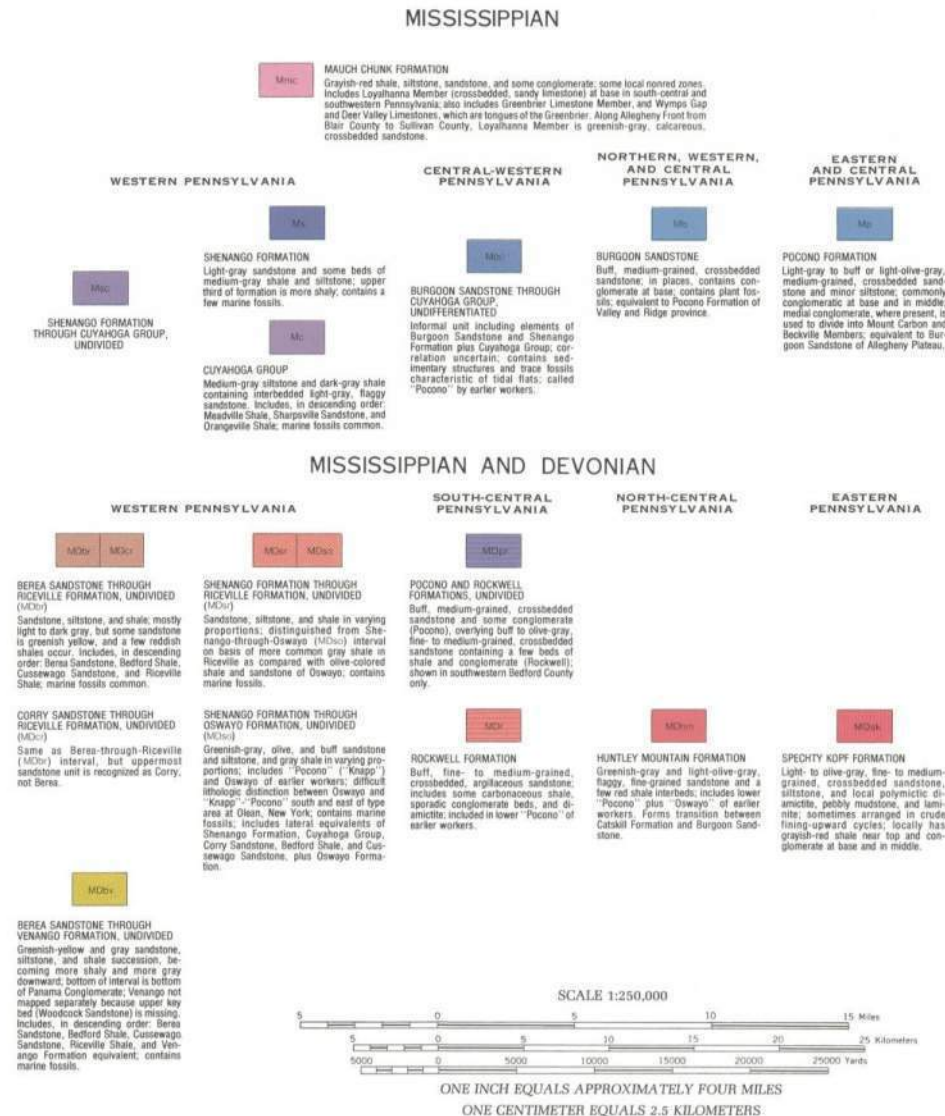 MISSISSIPPIAN
Mmc
MAUCH CHUNK FORMATION
Grayish-red shale, siltstone, sandstone, and some conglomerate; some local nonred zones.
Includes Loyalhanna Member (crossbedded, sandy limestone) at base in south-central and
southwestern Pennsylvania; also includes Greenbrier Limestone Member, and Wymps Gap
and Deer Valley Limestones, which are tongues of the Greenbrier. Along Allegheny Front from
Blair County to Sullivan County, Loyalhanna Member is greenish-gray, calcareous,
crossbedded sandstone.
WESTERN PENNSYLVANIA
Msc
SHENANGO FORMATION
THROUGH CUYAHOGA GROUP,
UNDIVIDED
Ms
SHENANGO FORMATION
Light-gray sandstone and some beds of
medium-gray shale and siltstone; upper
third of formation is more shaly; contains a
few marine fossils.
Mc
CUYAHOGA GROUP
Medium-gray siltstone and dark-gray shale
containing interbedded light-gray, flaggy
sandstone. Includes, in descending order:
Meadville Shale, Sharpsville Sandstone, and
Orangeville Shale; marine fossils common.
CENTRAL-WESTERN
PENNSYLVANIA
BURGOON SANDSTONE THROUGH
CUYAHOGA GROUP,
UNDIFFERENTIATED
Informal unit including elements of
Burgoon Sandstone and Shenango
Formation plus Cuyahoga Group; cor-
relation uncertain; contains sed-
imentary structures and trace fossils
characteristic of tidal flats; called
"Pocono" by earlier workers.
NORTHERN, WESTERN,
AND CENTRAL
PENNSYLVANIA
Mb
BURGOON SANDSTONE
Buff, medium-grained, crossbedded
sandstone; in places, contains con-
glomerate at base; contains plant fos-
sils; equivalent to Pocono Formation of
Valley and Ridge province.
EASTERN
AND CENTRAL
PENNSYLVANIA
Mp
POCONO FORMATION
Light-gray to buff or light-olive-gray,
medium-grained, crossbedded sand-
stone and minor siltstone; commonly
conglomeratic at base and in middle;
medial conglomerate, where present, is
used to divide into Mount Carbon and
Beckville Members; equivalent to Bur-
goon Sandstone of Allegheny Plateau.
MISSISSIPPIAN AND DEVONIAN
WESTERN PENNSYLVANIA
MDbr MDcr
BEREA SANDSTONE THROUGH
RICEVILLE FORMATION, UNDIVIDED
(MDbr)
Sandstone, siltstone, and shale; mostly
light to dark gray, but some sandstone
is greenish yellow, and a few reddish
shales occur. Includes, in descending
order: Berea Sandstone, Bedford Shale,
Cussewago Sandstone, and Riceville
Shale; marine fossils common.
CORRY SANDSTONE THROUGH
RICEVILLE FORMATION, UNDIVIDED
(MDcr)
Same as Berea-through-Riceville
(MDbr) interval, but uppermost
sandstone unit is recognized as Corry,
not Berea.
MDbv
BEREA SANDSTONE THROUGH
VENANGO FORMATION, UNDIVIDED
Greenish-yellow and gray sandstone,
siltstone, and shale succession, be-
coming more shaly and more gray
downward; bottom of interval is bottom
of Panama Conglomerate; Venango not
mapped separately because upper key
bed (Woodcock Sandstone) is missing.
Includes, in descending order: Berea
Sandstone, Bedford Shale, Cussewago
Sandstone, Riceville Shale, and Ven-
ango Formation equivalent; contains
marine fossils.
MDsr MDso
SHENANGO FORMATION THROUGH
RICEVILLE FORMATION, UNDIVIDED
(MDsr)
Sandstone, siltstone, and shale in varying
proportions; distinguished from She-
nango-through-Oswayo (MDso) interval
on basis of more common gray shale in
Riceville as compared with olive-colored
shale and sandstone of Oswayo; contains
marine fossils.
SHENANGO FORMATION THROUGH
OSWAYO FORMATION, UNDIVIDED
(MDso)
Greenish-gray, olive, and buff sandstone
and siltstone, and gray shale in varying pro-
portions; includes "Pocono" ("Knapp")
and Oswayo of earlier workers; difficult
lithologic distinction between Oswayo and
"Knapp"-"Pocono" south and east of type
area at Olean, New York; contains marine
fossils; includes lateral equivalents of
Shenango Formation, Cuyahoga Group,
Corry Sandstone, Bedford Shale, and Cus-
sewago Sandstone, plus Oswayo Forma-
tion.
SOUTH-CENTRAL
PENNSYLVANIA
MDpr
POCONO AND ROCKWELL
FORMATIONS, UNDIVIDED
Buff, medium-grained, crossbedded
sandstone and some conglomerate
(Pocono), overlying buff to olive-gray,
fine- to medium-grained, crossbedded
sandstone containing a few beds of
shale and conglomerate (Rockwell);
shown in southwestern Bedford County
only.
MDr
ROCKWELL FORMATION
Buff, fine- to medium-grained,
crossbedded, argillaceous sandstone;
includes some carbonaceous shale,
sporadic conglomerate beds, and di-
amictite; included in lower "Pocono" of
earlier workers.
NORTH-CENTRAL
PENNSYLVANIA
MDhm
HUNTLEY MOUNTAIN FORMATION
Greenish-gray and light-olive-gray,
flaggy, fine-grained sandstone and a
few red shale interbeds; includes lower
"Pocono" plus "Oswayo" of earlier
workers. Forms transition between
Catskill Formation and Burgoon Sand-
stone.
EASTERN
PENNSYLVANIA
MDsk
SPECHTY KOPF FORMATION
Light- to olive-gray, fine- to medium-
grained, crossbedded sandstone,
siltstone, and local polymictic di-
amictite, pebbly mudstone, and lami-
nite; sometimes arranged in crude
fining-upward cycles; locally has
grayish-red shale near top and con-
glomerate at base and in middle.
SCALE 1:250,000
5 0 5 10 15 Miles
5 0 5 10 15 20 25 Kilometers
5000 0 5000 10000 15000 20000 25000 Yards
ONE INCH EQUALS APPROXIMATELY FOUR MILES
ONE CENTIMETER EQUALS 2.5 KILOMETERS